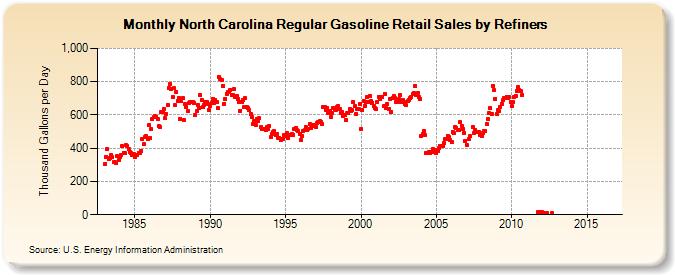 Monthly North Carolina Regular Gasoline Retail Sales by Refiners
Thousand Gallons per Day
1,000
800
600
400
200
0
1985 1990 1995 2000 2005 2010 2015
Source: U.S. Energy Information Administration